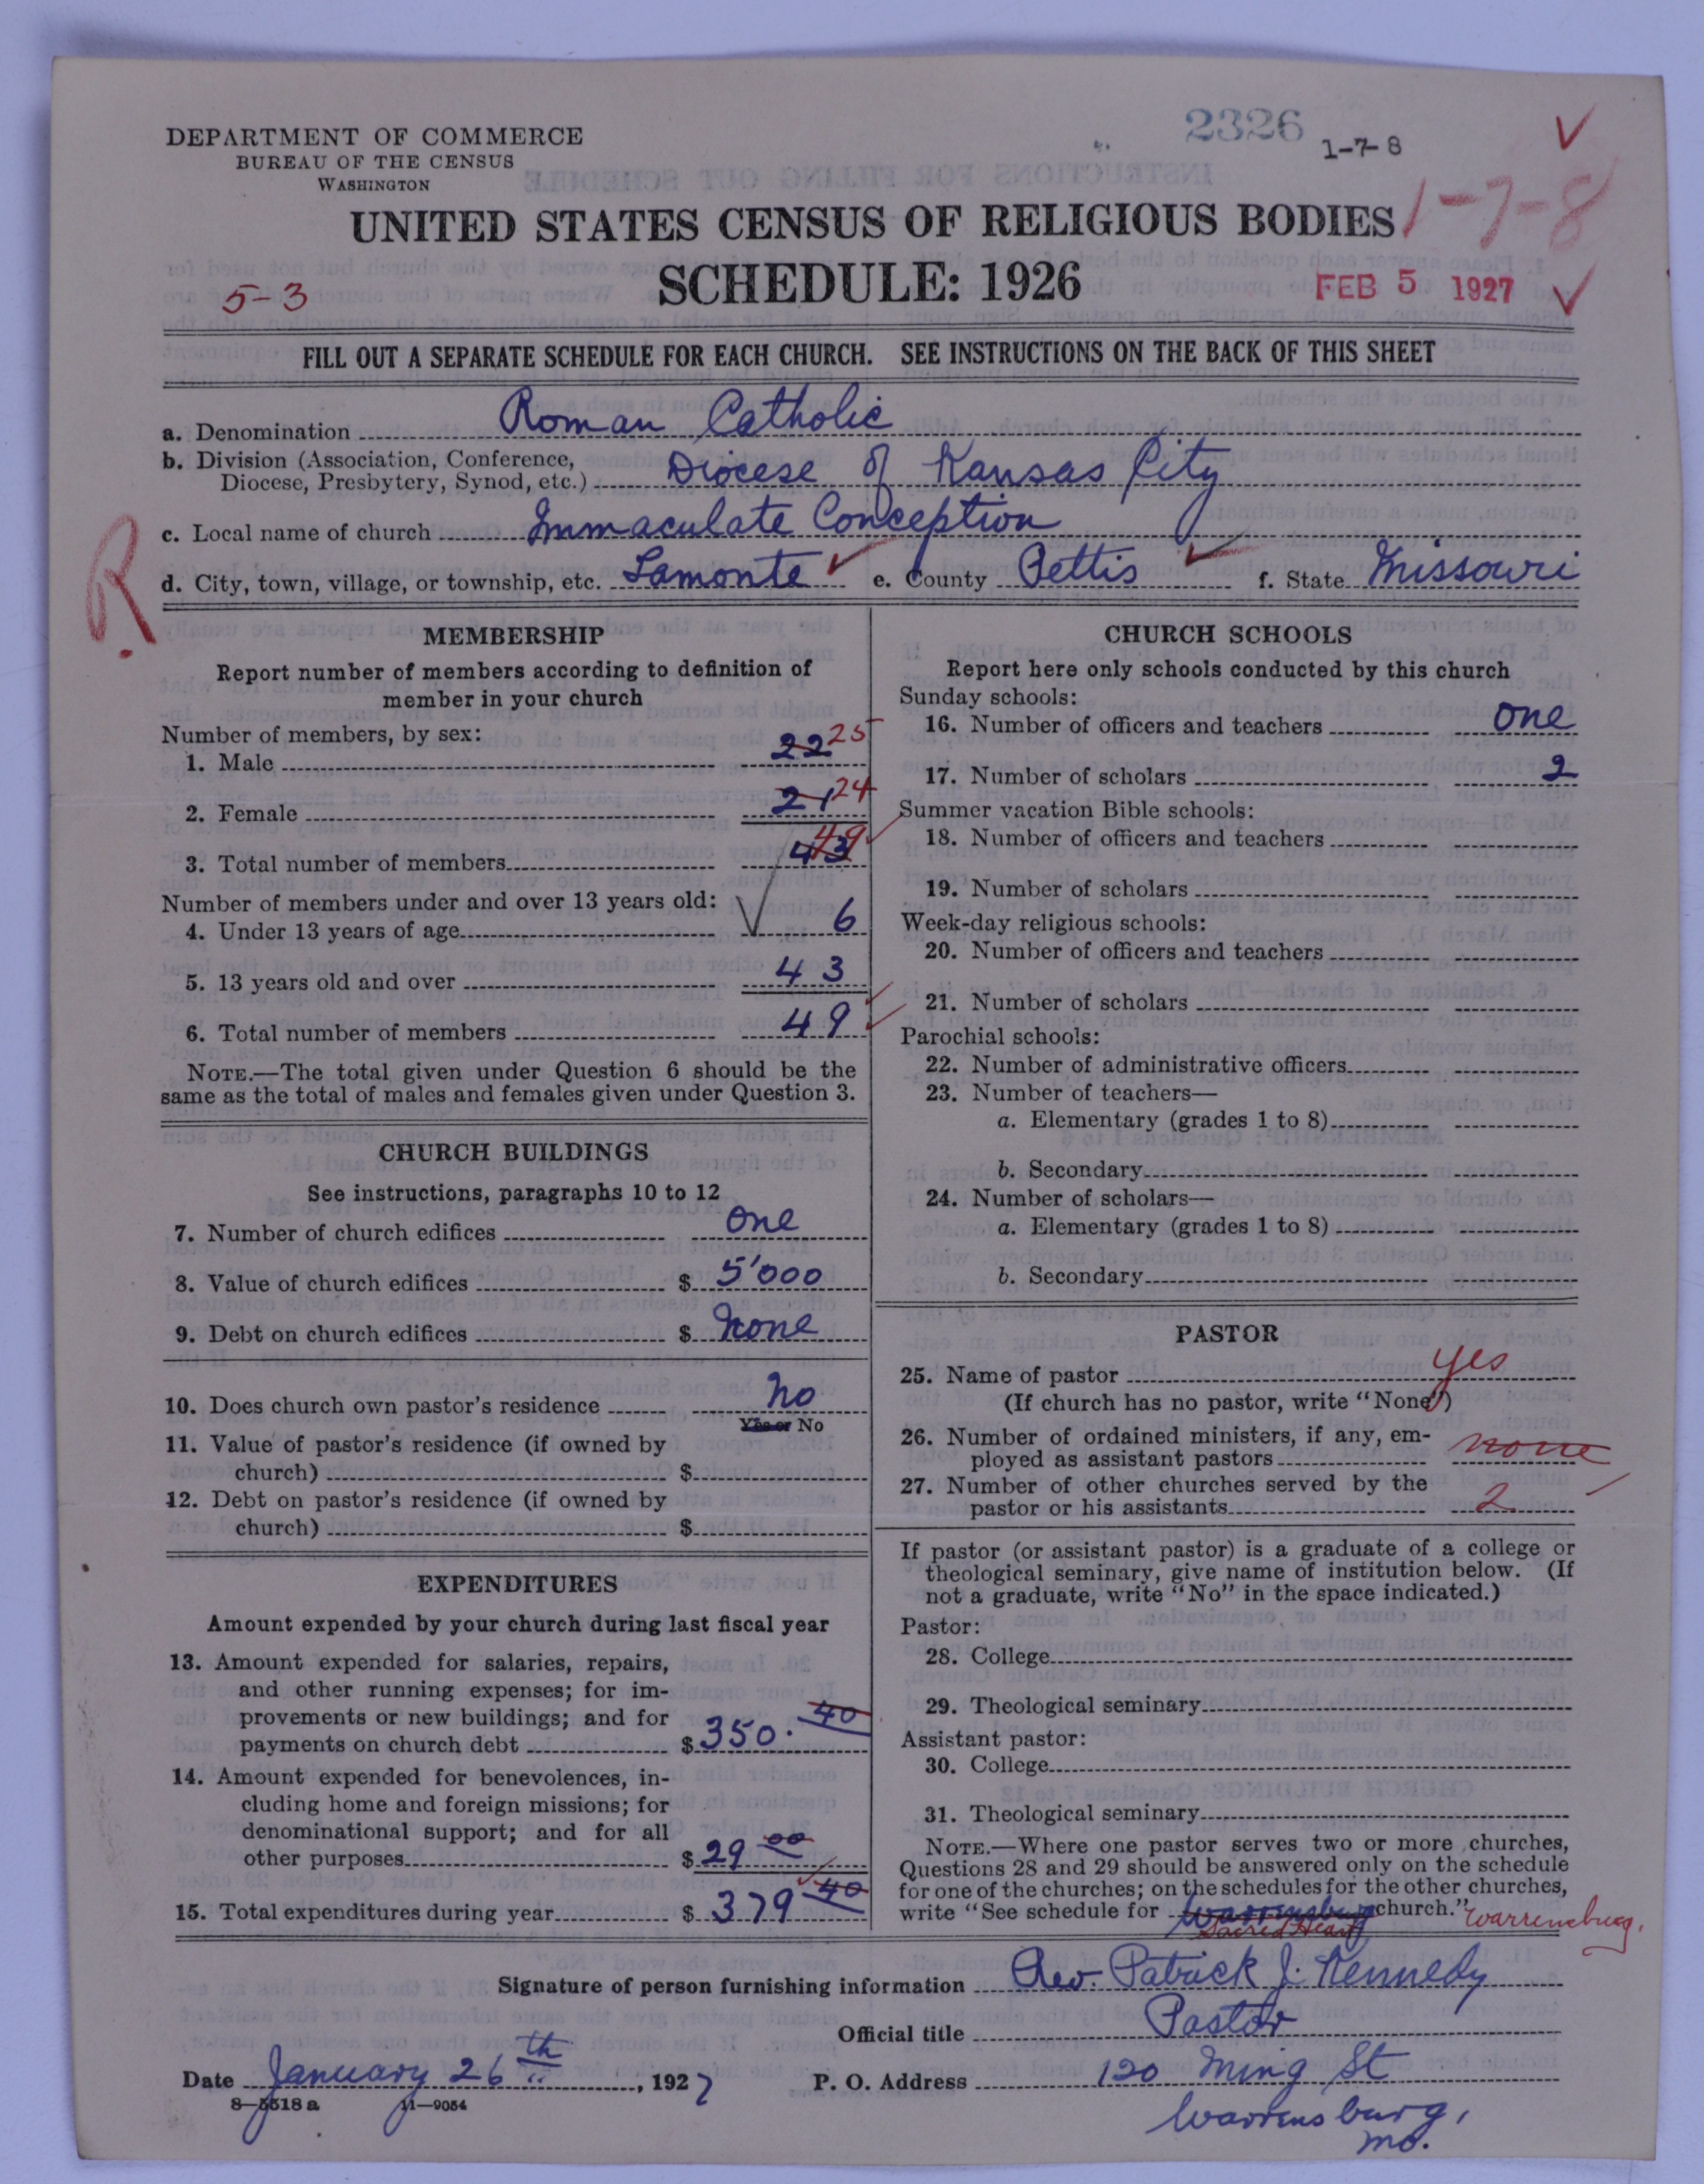 2326
1-7-8
DEPARTMENT OF COMMERCE
BUREAU OF THE CENSUS
WASHINGTON
UNITED STATES CENSUS OF RELIGIOUS BODIES 1-7-8
SCHEDULE: 1926
5-3
FEB 5 1927
FILL OUT A SEPARATE SCHEDULE FOR EACH CHURCH. SEE INSTRUCTIONS ON THE BACK OF THIS SHEET
a. Denomination Roman Catholic
b. Division (Association, Conference,
Diocese, Presbytery, Synod, etc.) Diocese of Kansas City
c. Local name of church Immaculate Conception
R.
d. City, town, village, or township, etc. Lamonte e. County Pettis f. State Missouri
MEMBERSHIP
Report number of members according to definition of
member in your church
Number of members, by sex:
1. Male 22 25
2. Female 21 24
3. Total number of members 43 49
Number of members under and over 13 years old:
4. Under 13 years of age 6
5. 13 years old and over 43
6. Total number of members 49
NOTE.—The total given under Question 6 should be the
same as the total of males and females given under Question 3.
CHURCH BUILDINGS
See instructions, paragraphs 10 to 12
7. Number of church edifices one
8. Value of church edifices $ 5'000
9. Debt on church edifices $ None
10. Does church own pastor's residence no
Yes or No
11. Value of pastor's residence (if owned by
church) $
12. Debt on pastor's residence (if owned by
church) $
EXPENDITURES
Amount expended by your church during last fiscal year
13. Amount expended for salaries, repairs,
and other running expenses; for im-
provements or new buildings; and for
payments on church debt $ 350. 40
14. Amount expended for benevolences, in-
cluding home and foreign missions; for
denominational support; and for all
other purposes $ 29 00
15. Total expenditures during year $ 379 40
CHURCH SCHOOLS
Report here only schools conducted by this church
Sunday schools:
16. Number of officers and teachers one
17. Number of scholars 2
Summer vacation Bible schools:
18. Number of officers and teachers
19. Number of scholars
Week-day religious schools:
20. Number of officers and teachers
21. Number of scholars
Parochial schools:
22. Number of administrative officers
23. Number of teachers—
a. Elementary (grades 1 to 8)
b. Secondary
24. Number of scholars—
a. Elementary (grades 1 to 8)
b. Secondary
PASTOR
25. Name of pastor yes
(If church has no pastor, write "None")
26. Number of ordained ministers, if any, em-
ployed as assistant pastors none
27. Number of other churches served by the
pastor or his assistants 2
If pastor (or assistant pastor) is a graduate of a college or
theological seminary, give name of institution below. (If
not a graduate, write "No" in the space indicated.)
Pastor:
28. College
29. Theological seminary
Assistant pastor:
30. College
31. Theological seminary
NOTE.—Where one pastor serves two or more churches,
Questions 28 and 29 should be answered only on the schedule
for one of the churches; on the schedules for the other churches,
write "See schedule for Warrensburg church." Warrensburg.
Sacred Heart
Signature of person furnishing information Rev. Patrick J. Kennedy
Official title Pastor
Date January 26th, 1927 P. O. Address 120 Ming St
Warrensburg,
Mo.
8—5518 a 11—9054